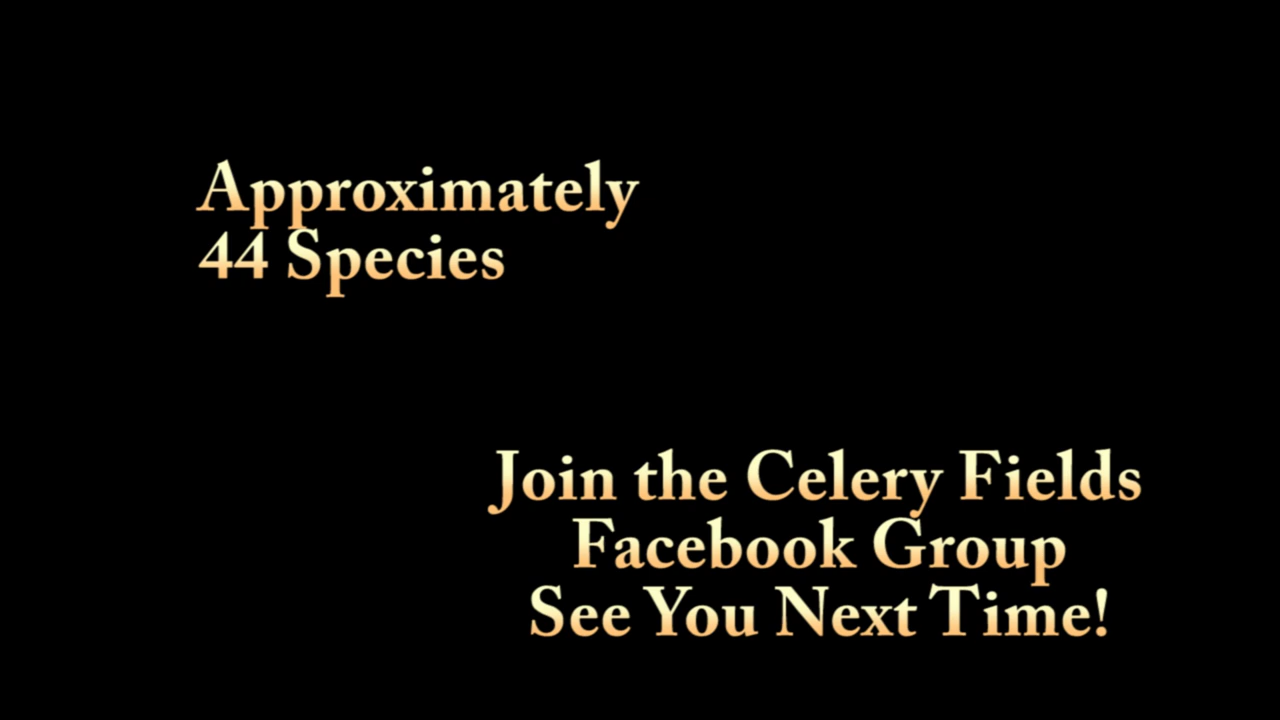 Approximately
44 Species
Join the Celery Fields
Facebook Group
See You Next Time!